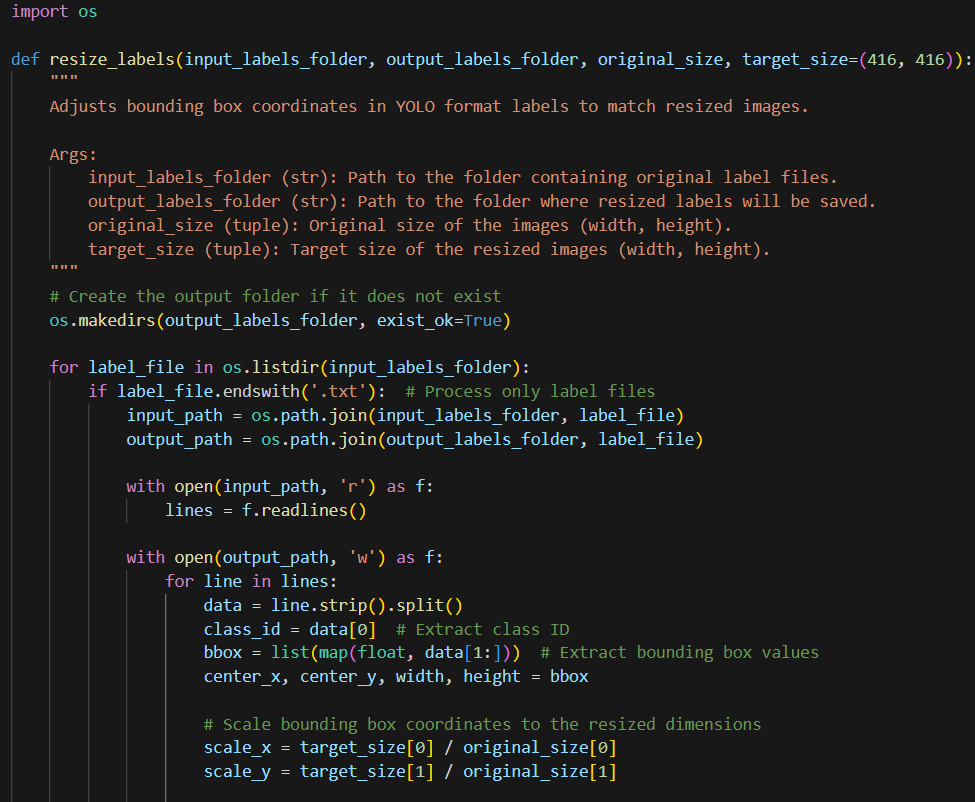 import os

def resize_labels(input_labels_folder, output_labels_folder, original_size, target_size=(416, 416)):
    """
    Adjusts bounding box coordinates in YOLO format labels to match resized images.

    Args:
        input_labels_folder (str): Path to the folder containing original label files.
        output_labels_folder (str): Path to the folder where resized labels will be saved.
        original_size (tuple): Original size of the images (width, height).
        target_size (tuple): Target size of the resized images (width, height).
    """
    # Create the output folder if it does not exist
    os.makedirs(output_labels_folder, exist_ok=True)

    for label_file in os.listdir(input_labels_folder):
        if label_file.endswith('.txt'):  # Process only label files
            input_path = os.path.join(input_labels_folder, label_file)
            output_path = os.path.join(output_labels_folder, label_file)

            with open(input_path, 'r') as f:
                lines = f.readlines()

            with open(output_path, 'w') as f:
                for line in lines:
                    data = line.strip().split()
                    class_id = data[0]  # Extract class ID
                    bbox = list(map(float, data[1:]))  # Extract bounding box values
                    center_x, center_y, width, height = bbox

                    # Scale bounding box coordinates to the resized dimensions
                    scale_x = target_size[0] / original_size[0]
                    scale_y = target_size[1] / original_size[1]